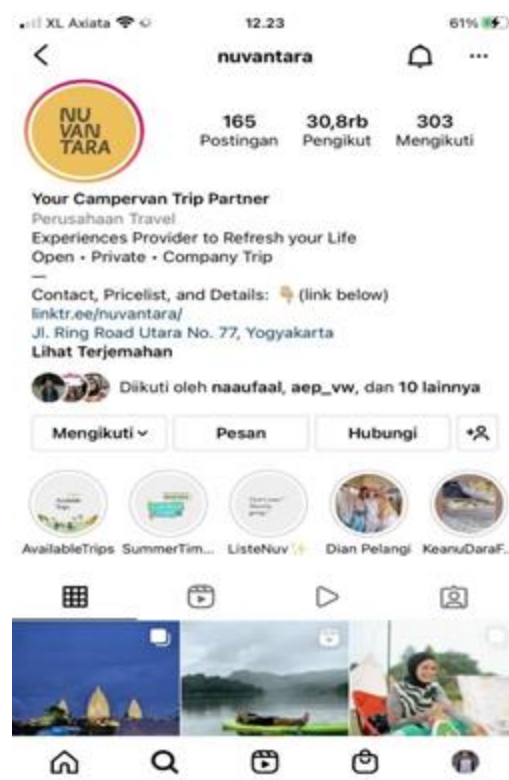 XL Axiata 12.23 61%
nuvantara
NU
VAN
TARA
165 30,8rb 303
Postingan Pengikut Mengikuti
Your Campervan Trip Partner
Perusahaan Travel
Experiences Provider to Refresh your Life
Open • Private • Company Trip
—
Contact, Pricelist, and Details: 👇🏼 (link below)
linktr.ee/nuvantara/
Jl. Ring Road Utara No. 77, Yogyakarta
Lihat Terjemahan
Diikuti oleh naaufaal, aep_vw, dan 10 lainnya
Mengikuti Pesan Hubungi
AvailableTrips SummerTim... ListeNuv✨ Dian Pelangi KeanuDaraF..